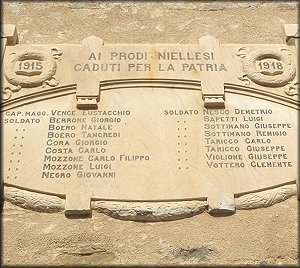 AI PRODI NIELLESI
CADUTI PER LA PATRIA
1915
1918
CAP. MAGG. VENCE EUSTACCHIO
SOLDATO BERRONE GIORGIO
" BOERO NATALE
" BOERO TANCREDI
" CORA GIORGIO
" COSTA CARLO
" MOZZONE CARLO FILIPPO
" MOZZONE LUIGI
" NEGRO GIOVANNI
SOLDATO NESCO DEMETRIO
" SAPETTI LUIGI
" SOTTIMANO GIUSEPPE
" SOTTIMANO REMIGIO
" TARICCO CARLO
" TARICCO GIUSEPPE
" VIGLIONE GIUSEPPE
" VOTTERO CLEMENTE